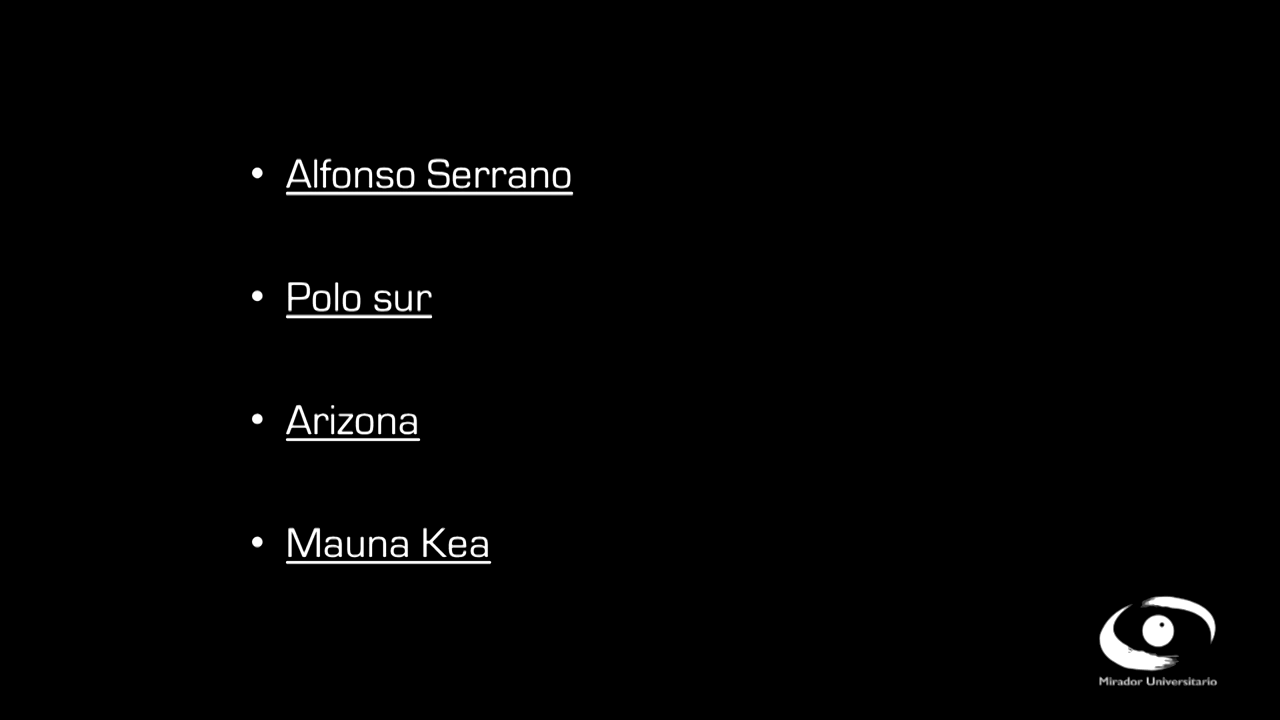 • Alfonso Serrano
• Polo sur
• Arizona
• Mauna Kea
Mirador Universitario